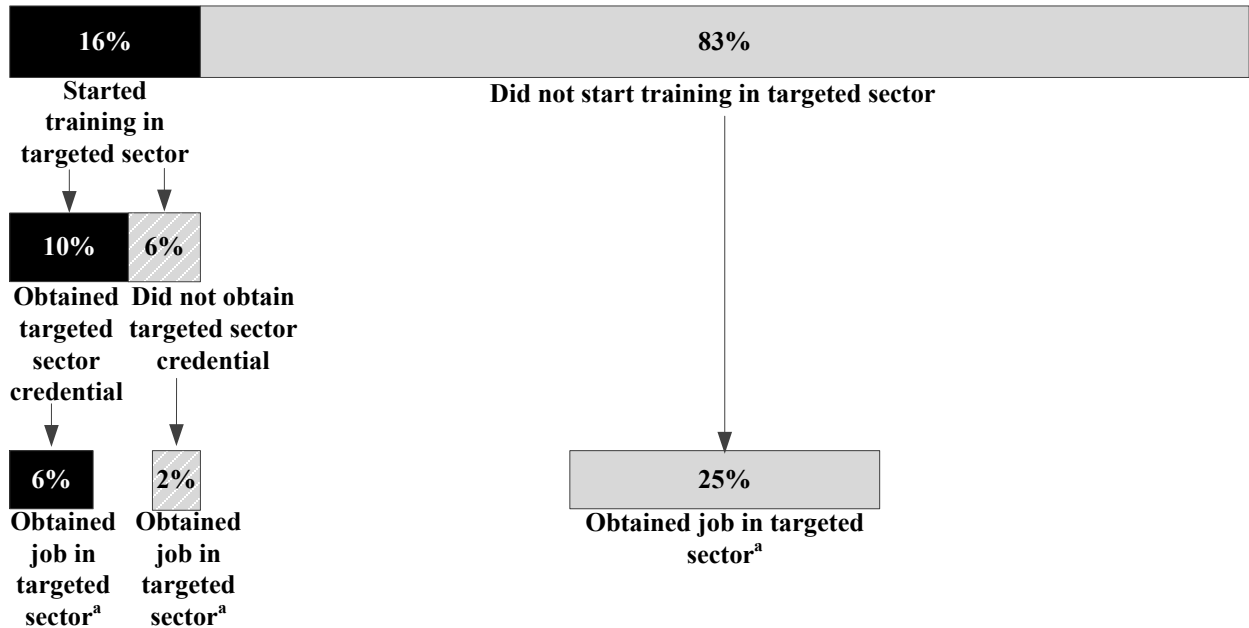 16%
83%
Started
training in
targeted sector
Did not start training in targeted sector
10%
6%
Obtained
targeted
sector
credential
Did not obtain
targeted sector
credential
6%
2%
25%
Obtained
job in
targeted
sectorᵃ
Obtained
job in
targeted
sectorᵃ
Obtained job in targeted
sectorᵃ